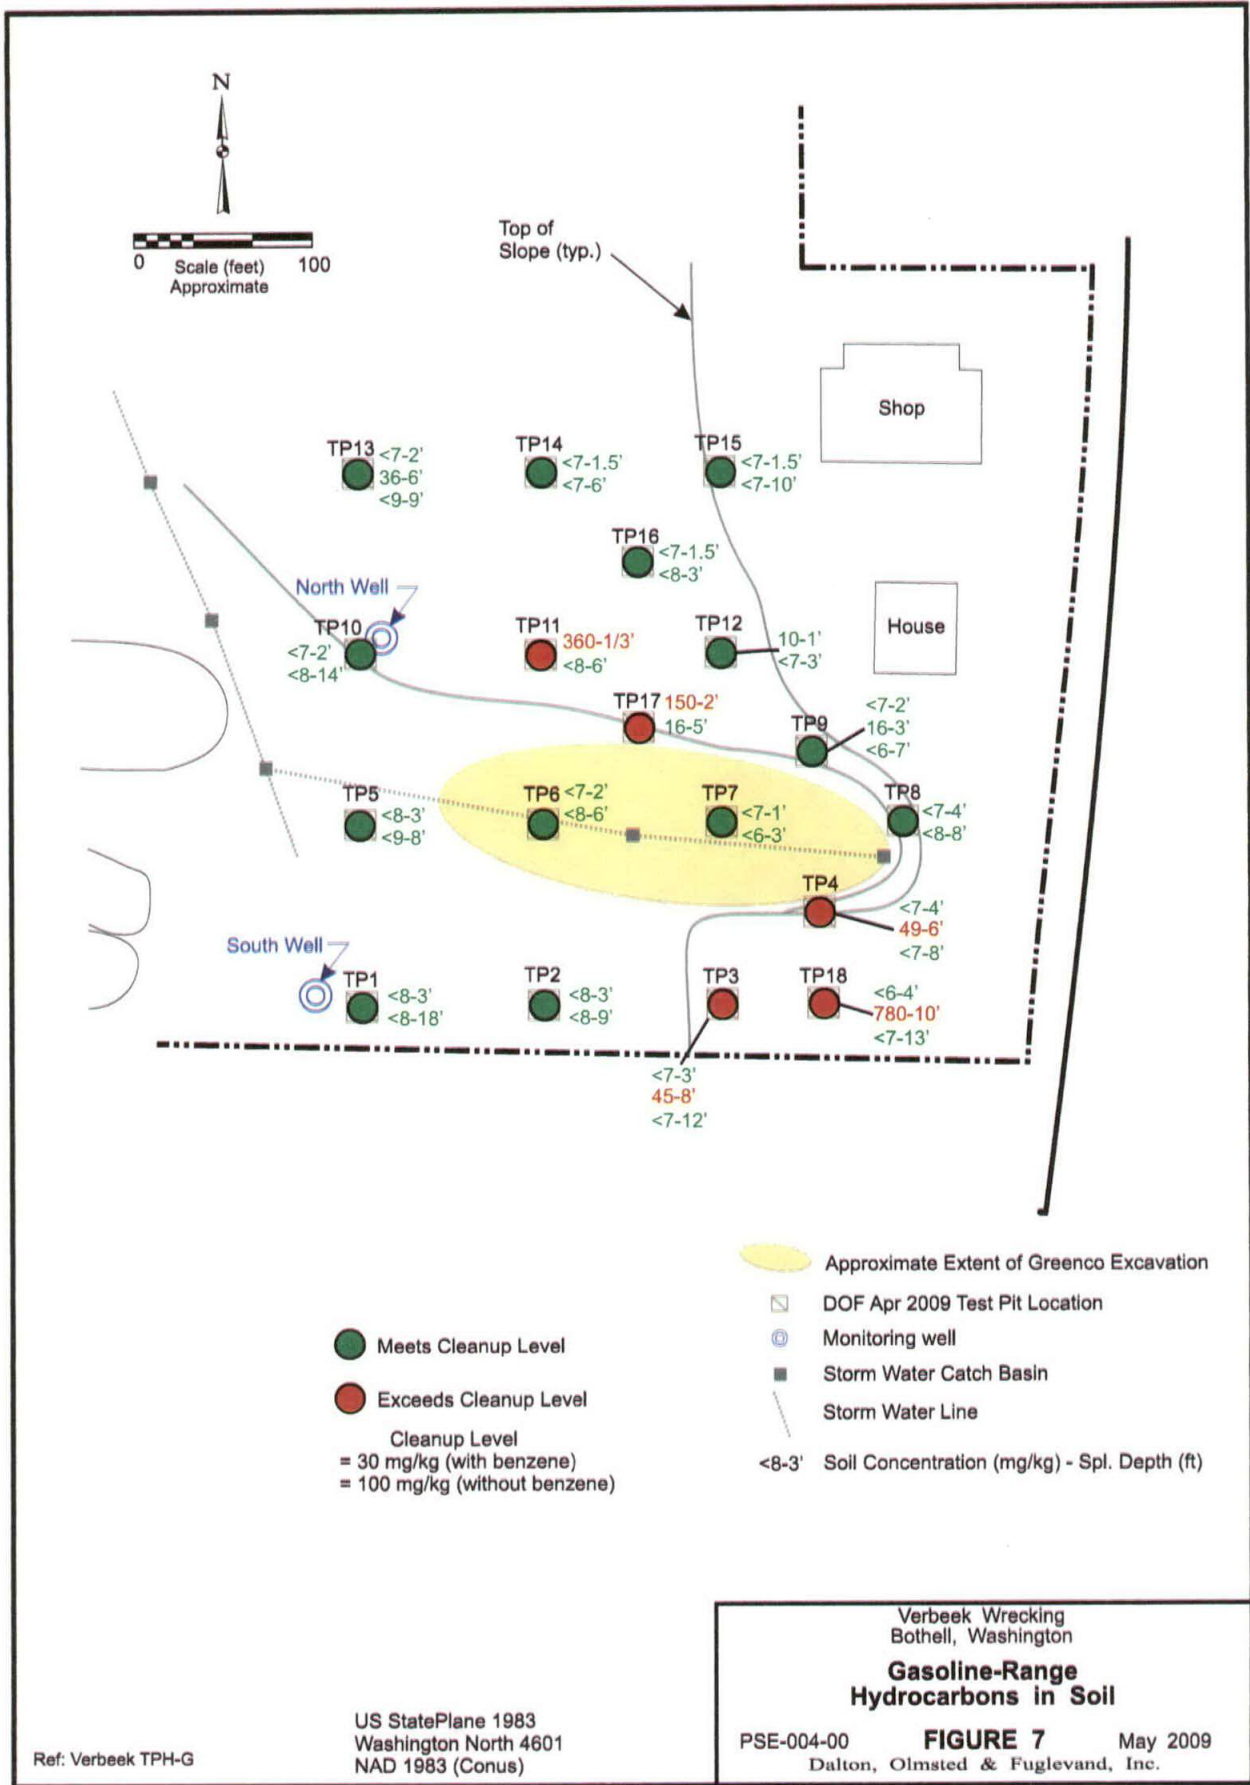 N
0
Scale (feet)
100
Approximate
Top of
Slope (typ.)
Shop
TP13
<7-2'
36-6'
<9-9'
TP14
<7-1.5'
<7-6'
TP15
<7-1.5'
<7-10'
TP16
<7-1.5'
<8-3'
North Well
House
TP10
<7-2'
<8-14'
TP11
360-1/3'
<8-6'
TP12
10-1'
<7-3'
TP17
150-2'
16-5'
TP9
<7-2'
16-3'
<6-7'
TP5
<8-3'
<9-8'
TP6
<7-2'
<8-6'
TP7
<7-1'
<6-3'
TP8
<7-4'
<8-8'
TP4
<7-4'
49-6'
<7-8'
South Well
TP1
<8-3'
<8-18'
TP2
<8-3'
<8-9'
TP3
<7-3'
45-8'
<7-12'
TP18
<6-4'
780-10'
<7-13'
Approximate Extent of Greenco Excavation
DOF Apr 2009 Test Pit Location
Monitoring well
Storm Water Catch Basin
Storm Water Line
<8-3' Soil Concentration (mg/kg) - Spl. Depth (ft)
Meets Cleanup Level
Exceeds Cleanup Level
Cleanup Level
= 30 mg/kg (with benzene)
= 100 mg/kg (without benzene)
Verbeek Wrecking
Bothell, Washington
Gasoline-Range
Hydrocarbons in Soil
PSE-004-00 FIGURE 7 May 2009
Dalton, Olmsted & Fuglevand, Inc.
US StatePlane 1983
Washington North 4601
NAD 1983 (Conus)
Ref: Verbeek TPH-G